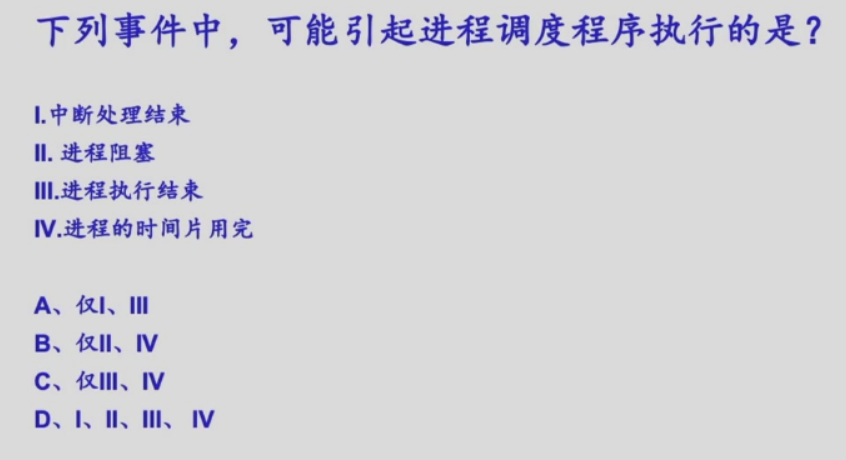 下列事件中，可能引起进程调度程序执行的是？
I.中断处理结束
II. 进程阻塞
III.进程执行结束
IV.进程的时间片用完
A、仅I、III
B、仅II、IV
C、仅III、IV
D、I、II、III、 IV